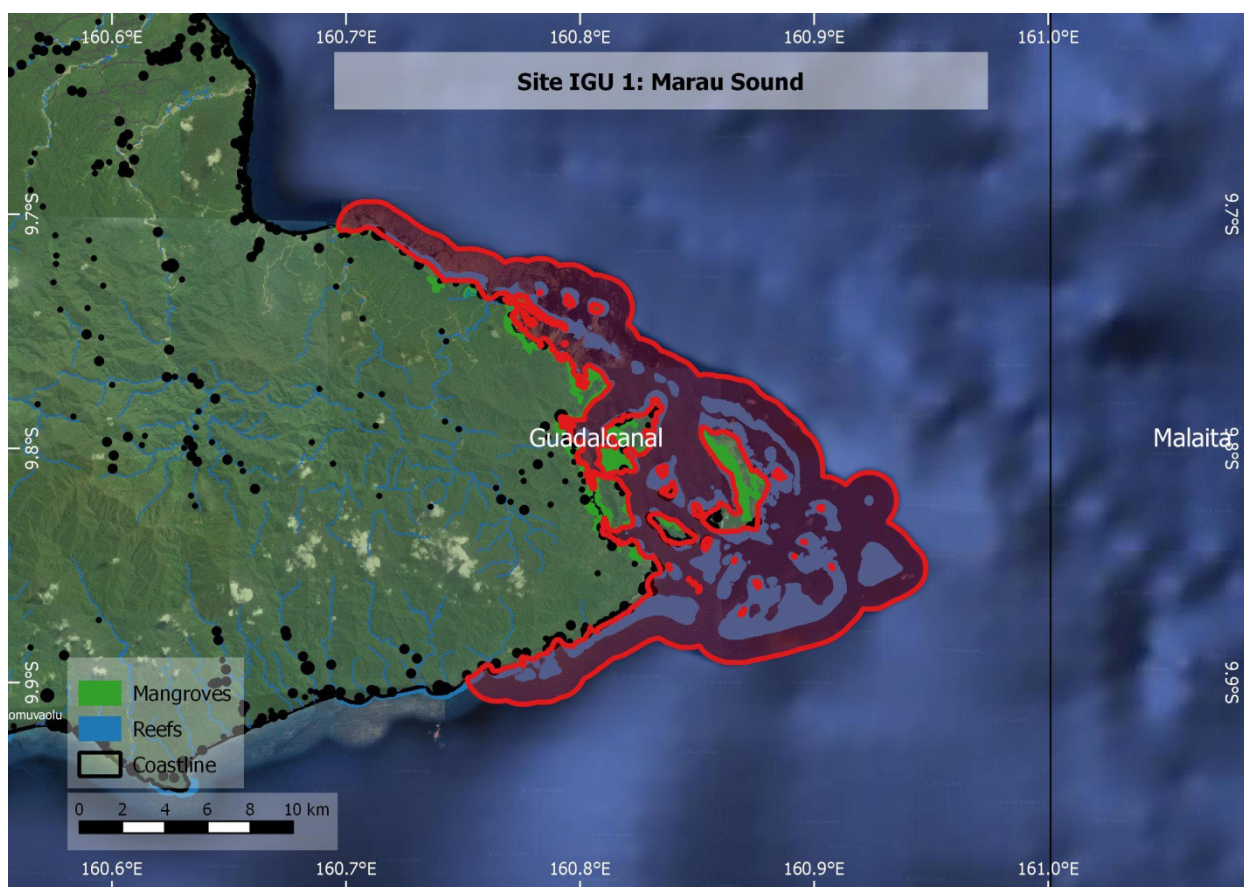 160.6°E 160.7°E 160.8°E 160.9°E 161.0°E
Site IGU 1: Marau Sound
9.7°S 9.7°S
Guadalcanal Malaita
9.8°S 9.8°S
9.9°S 9.9°S
omuvaolu
Mangroves
Reefs
Coastline
0 2 4 6 8 10 km
160.6°E 160.7°E 160.8°E 160.9°E 161.0°E